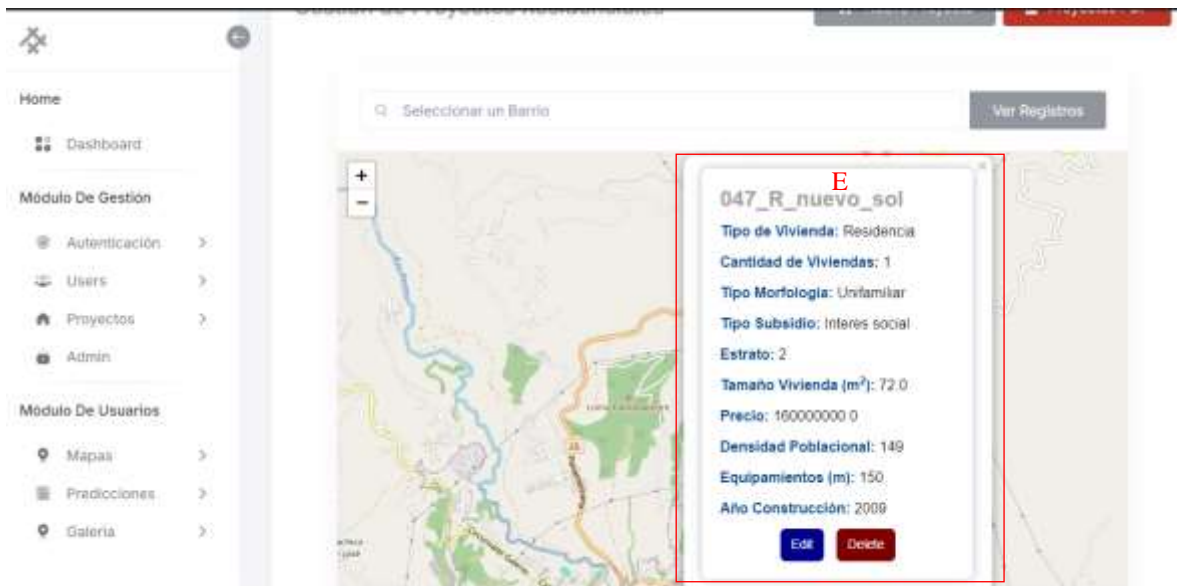 Home
Dashboard
Módulo De Gestión
Autenticación
Users
Proyectos
Admin
Módulo De Usuarios
Mapas
Predicciones
Galeria
Seleccionar un Barrio
Ver Registros
+
−
E
047_R_nuevo_sol
Tipo de Vivienda: Residencia
Cantidad de Viviendas: 1
Tipo Morfologia: Unifamiliar
Tipo Subsidio: Interes social
Estrato: 2
Tamaño Vivienda (m²): 72.0
Precio: 160000000.0
Densidad Poblacional: 149
Equipamientos (m): 150
Año Construcción: 2009
Edit
Delete